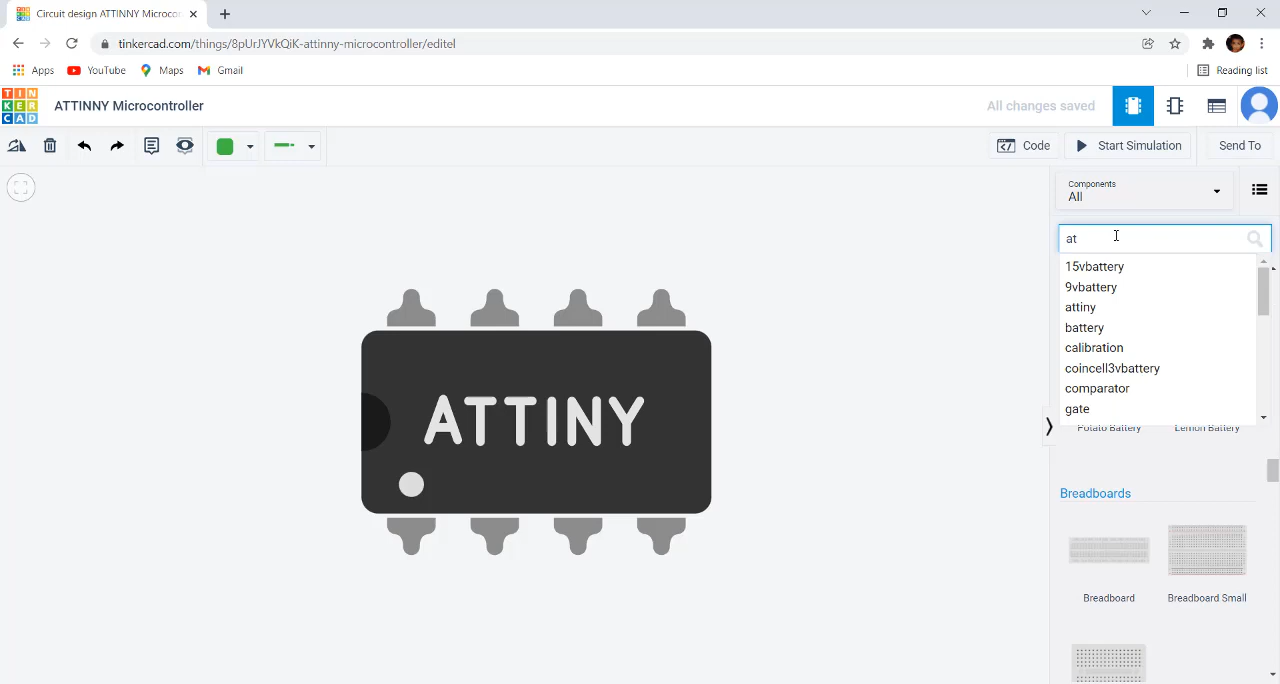 Circuit design ATTINNY Microcon
tinkercad.com/things/8pUrJYVkQiK-attinny-microcontroller/editel
Apps YouTube Maps Gmail Reading list
TIN
KER
CAD
ATTINNY Microcontroller
All changes saved
Code Start Simulation Send To
Components
All
at
15vbattery
9vbattery
attiny
battery
calibration
coincell3vbattery
comparator
gate
Potato Battery Lemon Battery
Breadboards
Breadboard Breadboard Small
ATTINY